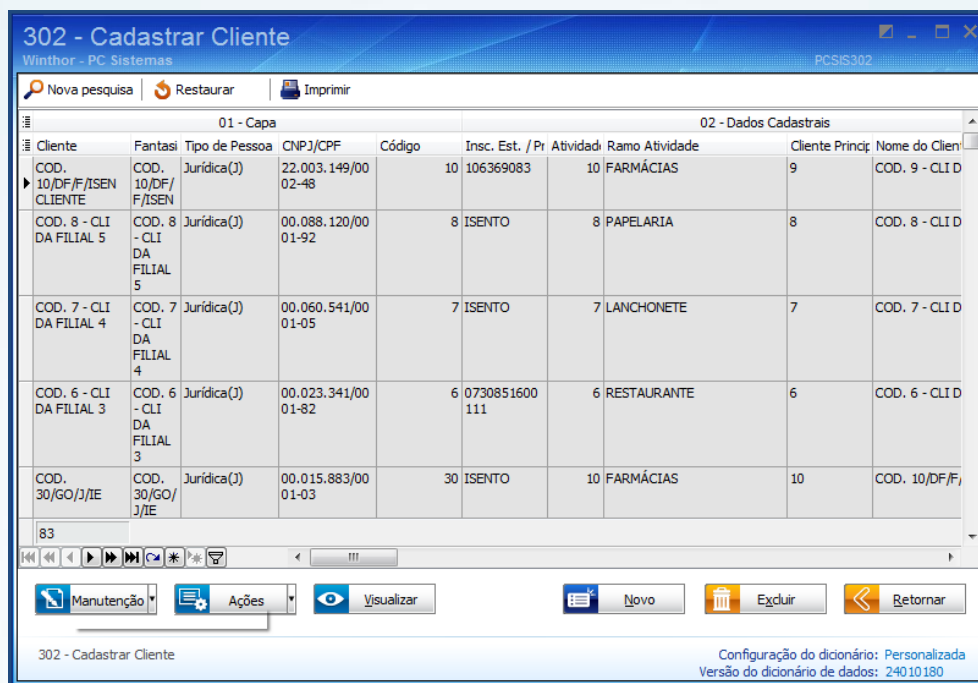 302 - Cadastrar Cliente
Winthor - PC Sistemas
PCSIS302
Nova pesquisa Restaurar Imprimir
01 - Capa 02 - Dados Cadastrais
Cliente Fantasi Tipo de Pessoa CNPJ/CPF Código Insc. Est. / Pr Atividad Ramo Atividade Cliente Princip Nome do Client
COD. COD. Jurídica(J) 22.003.149/00 10 106369083 10 FARMÁCIAS 9 COD. 9 - CLI D
10/DF/F/ISEN 10/DF/ 02-48
CLIENTE F/ISEN
COD. 8 - CLI COD. 8 Jurídica(J) 00.088.120/00 8 ISENTO 8 PAPELARIA 8 COD. 8 - CLI D
DA FILIAL 5 - CLI 01-92
DA
FILIAL
5
COD. 7 - CLI COD. 7 Jurídica(J) 00.060.541/00 7 ISENTO 7 LANCHONETE 7 COD. 7 - CLI D
DA FILIAL 4 - CLI 01-05
DA
FILIAL
4
COD. 6 - CLI COD. 6 Jurídica(J) 00.023.341/00 6 0730851600 6 RESTAURANTE 6 COD. 6 - CLI D
DA FILIAL 3 - CLI 01-82 111
DA
FILIAL
3
COD. COD. Jurídica(J) 00.015.883/00 30 ISENTO 10 FARMÁCIAS 10 COD. 10/DF/F/
30/GO/J/IE 30/GO/ 01-03
J/IE
83
Manutenção Ações Visualizar Novo Excluir Retornar
302 - Cadastrar Cliente Configuração do dicionário: Personalizada
Versão do dicionário de dados: 24010180